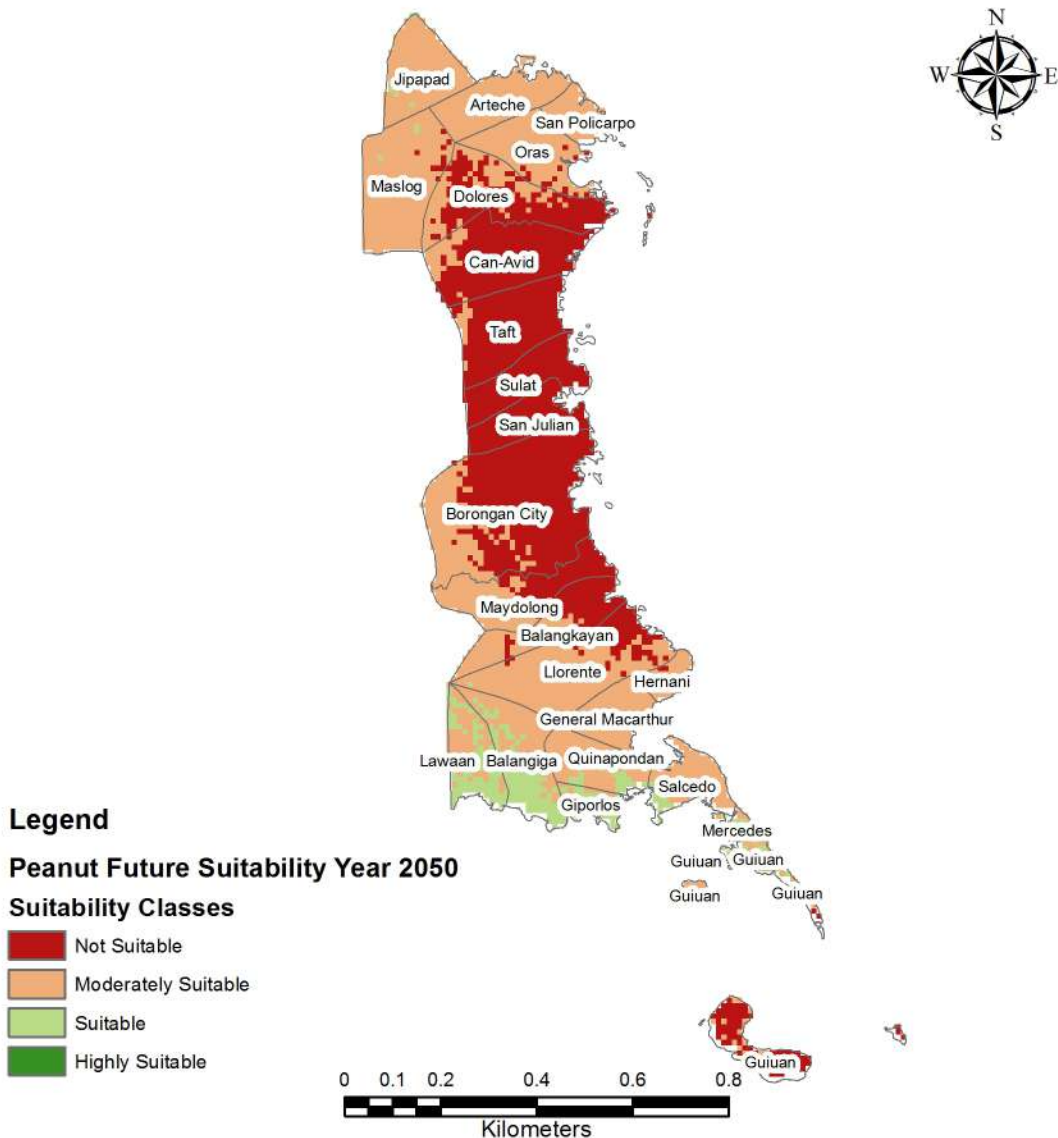 N
W
E
S
Jipapad
Arteche
San Policarpo
Oras
Maslog
Dolores
Can-Avid
Taft
Sulat
San Julian
Borongan City
Maydolong
Balangkayan
Llorente
Hernani
General Macarthur
Lawaan
Balangiga
Quinapondan
Salcedo
Giporlos
Mercedes
Guiuan
Guiuan
Guiuan
Guiuan
Guiuan
Legend
Peanut Future Suitability Year 2050
Suitability Classes
Not Suitable
Moderately Suitable
Suitable
Highly Suitable
0 0.1 0.2 0.4 0.6 0.8
Kilometers